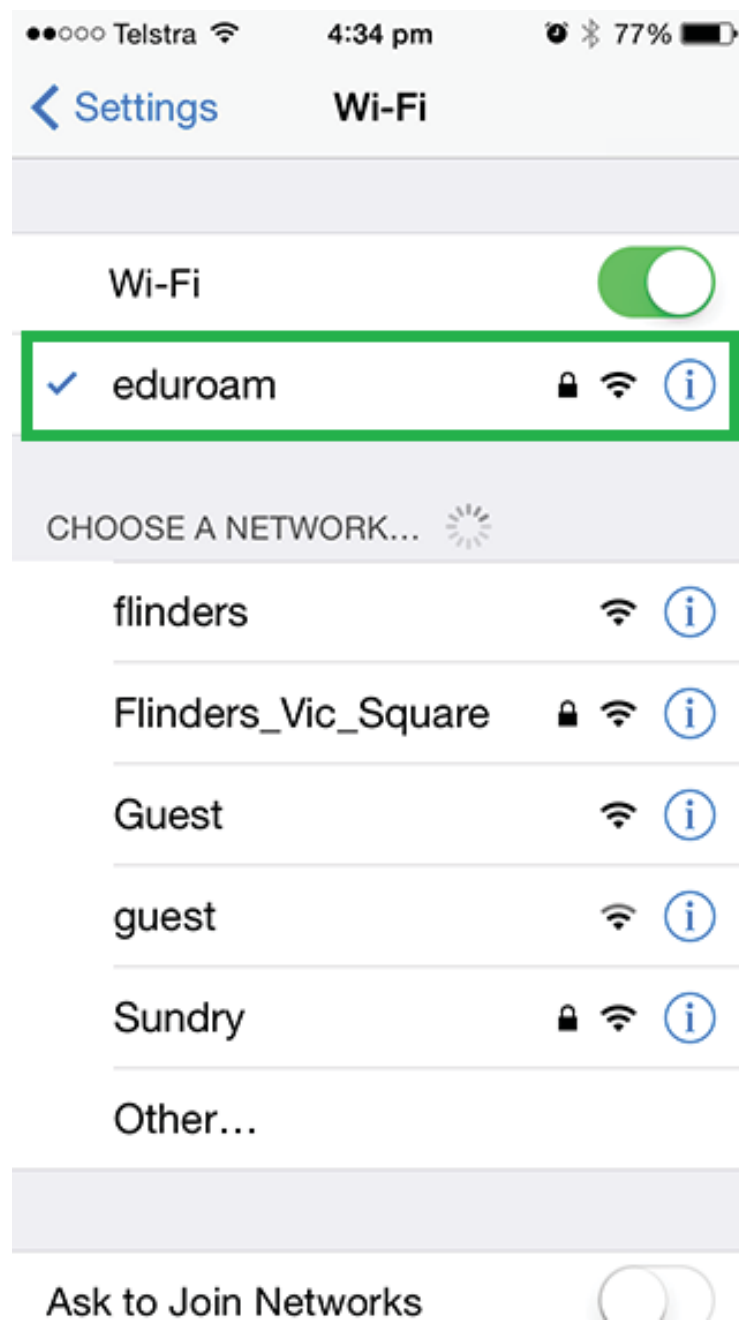 Telstra 4:34 pm 77%
Settings Wi-Fi
Wi-Fi
eduroam
CHOOSE A NETWORK...
flinders
Flinders_Vic_Square
Guest
guest
Sundry
Other...
Ask to Join Networks